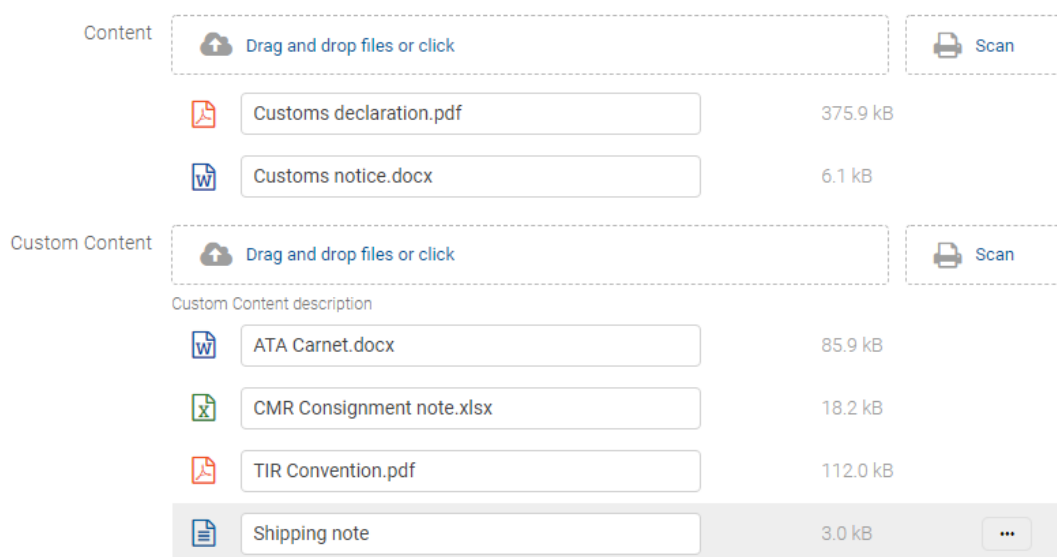 Content
Drag and drop files or click
Scan
Customs declaration.pdf
375.9 kB
Customs notice.docx
6.1 kB
Custom Content
Drag and drop files or click
Scan
Custom Content description
ATA Carnet.docx
85.9 kB
CMR Consignment note.xlsx
18.2 kB
TIR Convention.pdf
112.0 kB
Shipping note
3.0 kB